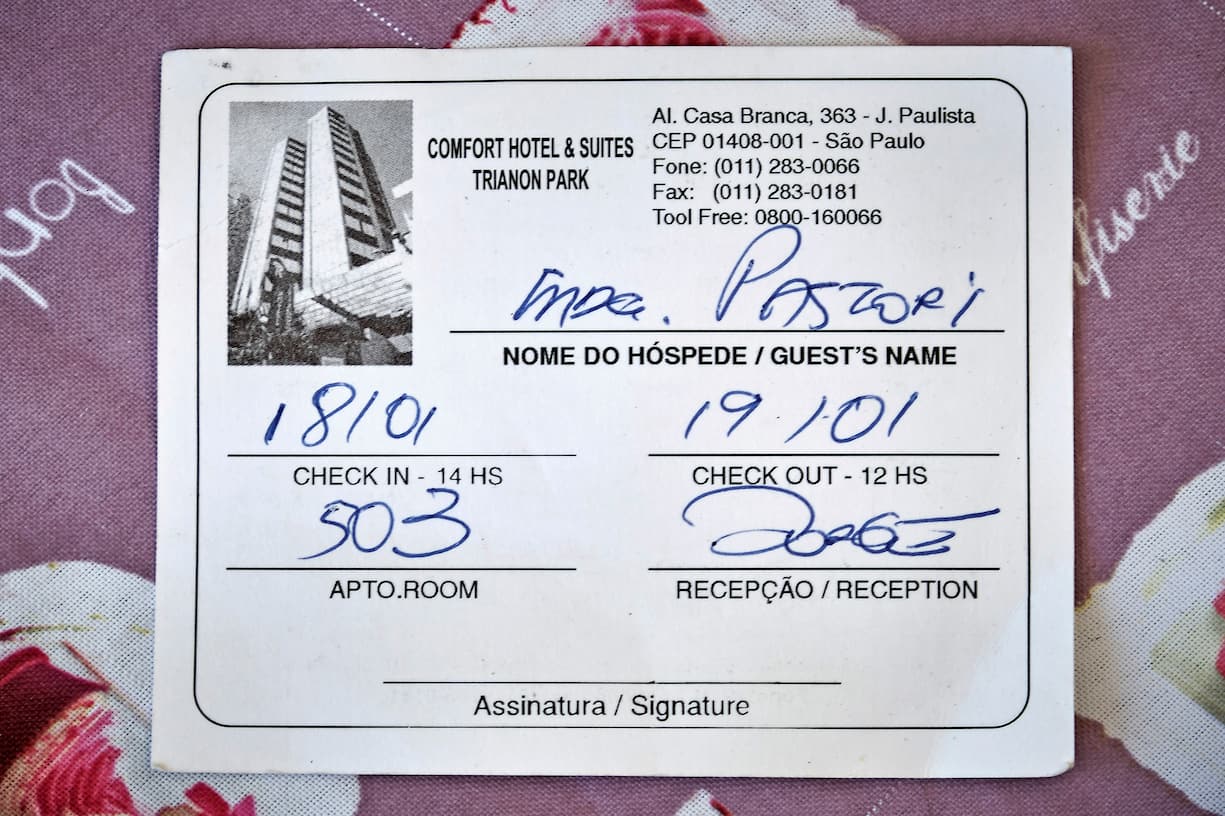 COMFORT HOTEL & SUITES
TRIANON PARK
Al. Casa Branca, 363 - J. Paulista
CEP 01408-001 - São Paulo
Fone: (011) 283-0066
Fax: (011) 283-0181
Tool Free: 0800-160066
PASTORI
NOME DO HÓSPEDE / GUEST'S NAME
18/01
19/01
CHECK IN - 14 HS
CHECK OUT - 12 HS
503
APTO.ROOM
RECEPÇÃO / RECEPTION
Assinatura / Signature